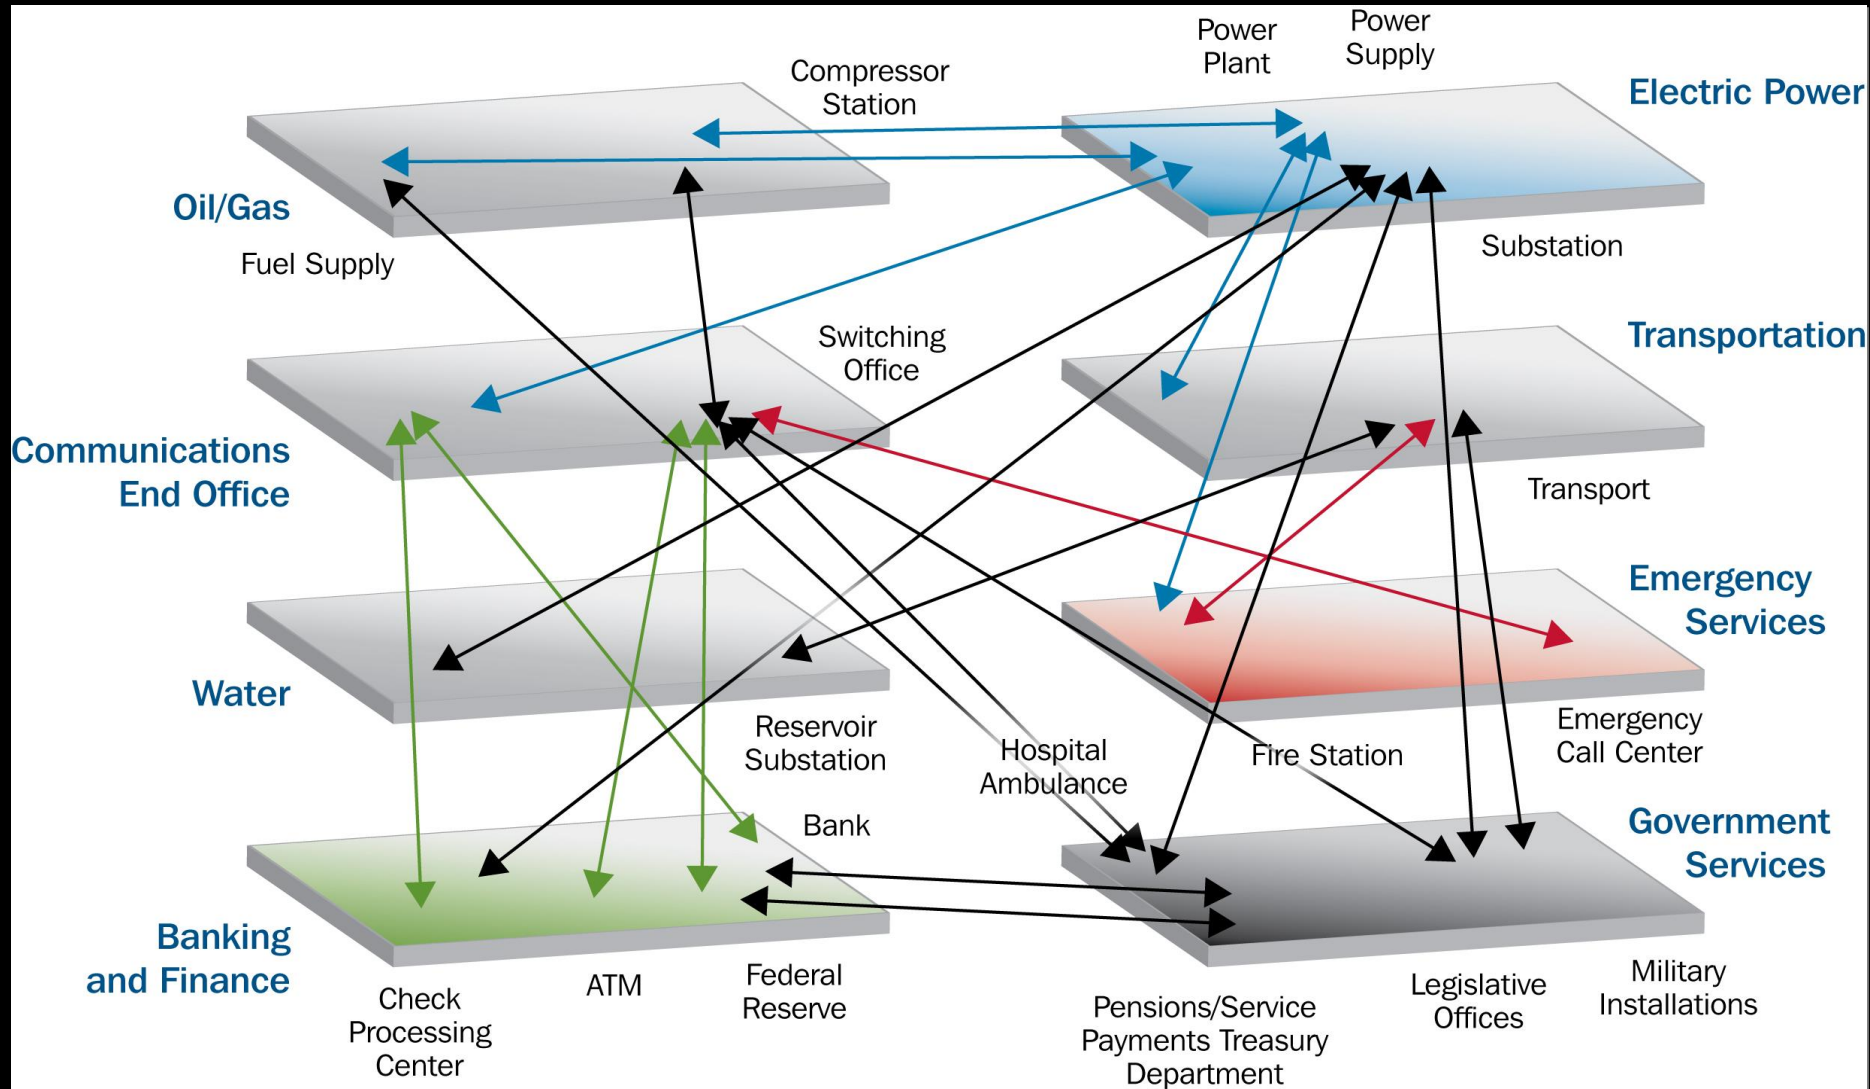 Power
Plant
Power
Supply
Compressor
Station
Electric Power
Oil/Gas
Fuel Supply
Substation
Switching
Office
Transportation
Communications
End Office
Transport
Emergency
Services
Water
Reservoir
Substation
Hospital
Ambulance
Fire Station
Emergency
Call Center
Bank
Government
Services
Banking
and Finance
Check
Processing
Center
ATM
Federal
Reserve
Pensions/Service
Payments Treasury
Department
Legislative
Offices
Military
Installations